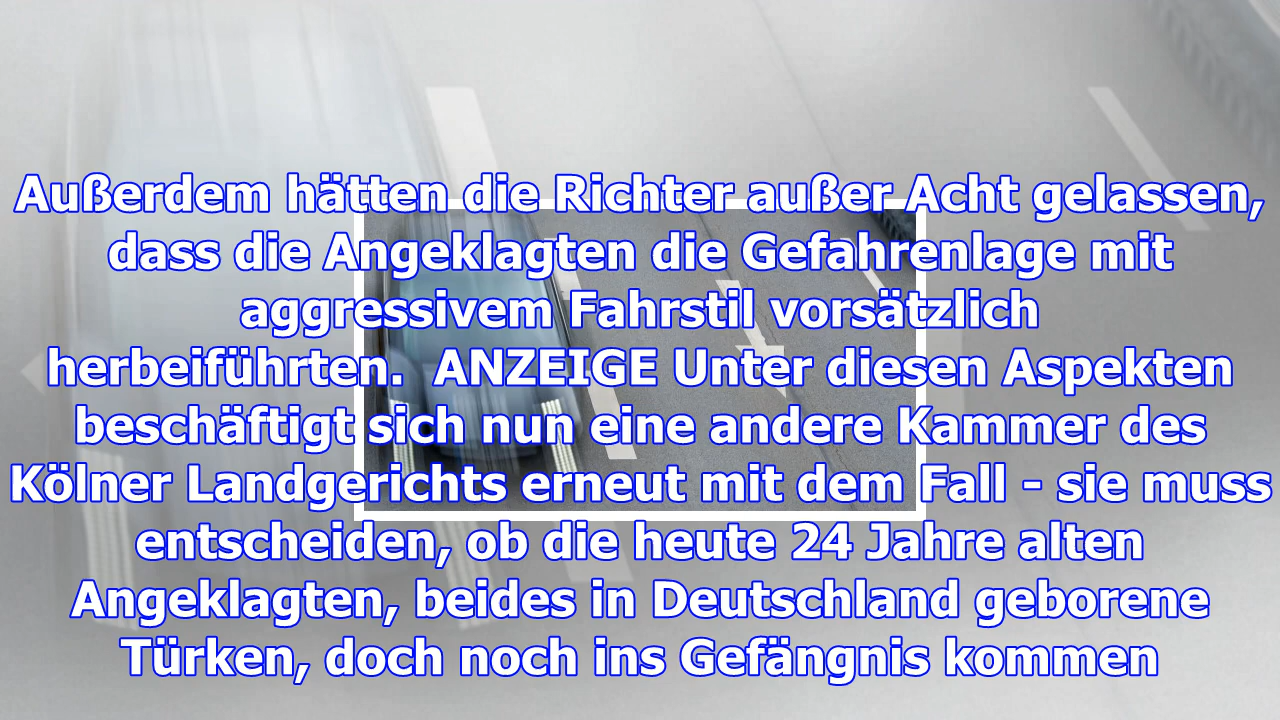 Außerdem hätten die Richter außer Acht gelassen,
dass die Angeklagten die Gefahrenlage mit
aggressivem Fahrstil vorsätzlich
herbeiführten.  ANZEIGE Unter diesen Aspekten
beschäftigt sich nun eine andere Kammer des
Kölner Landgerichts erneut mit dem Fall - sie muss
entscheiden, ob die heute 24 Jahre alten
Angeklagten, beides in Deutschland geborene
Türken, doch noch ins Gefängnis kommen